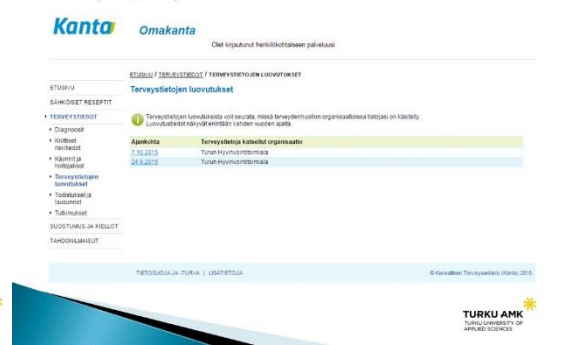 Kanta
Omakanta
Olet kirjautunut henkilökohtaiseen palveluusi.
ETUSIVU / TERVEYSTIEDOT / TERVEYSTIETOJEN LUOVUTUKSET
ETUSIVU
SÄHKÖISET RESEPTIT
TERVEYSTIEDOT
Diagnoosit
Kriittiset riskitiedot
Käynnit ja hoitojaksot
Terveystietojen luovutukset
Todistukset ja lausunnot
Tutkimukset
SUOSTUMUS JA KIELLOT
TAHDONILMAISUT
Terveystietojen luovutukset
Terveystietojen luovutuksista voit seurata, missä terveydenhuollon organisaatioissa tietojasi on käsitelty.
Luovutustiedot näkyvät enintään kahden vuoden ajalta.
Ajankohta Terveystietoja katsellut organisaatio
7.10.2015 Turun Hyvinvointitoimiala
24.9.2015 Turun Hyvinvointitoimiala
TIETOSUOJA JA -TURVA | LISÄTIETOJA
© Kansallinen Terveysarkisto (Kanta) 2015
TURKU AMK
TURKU UNIVERSITY OF
APPLIED SCIENCES